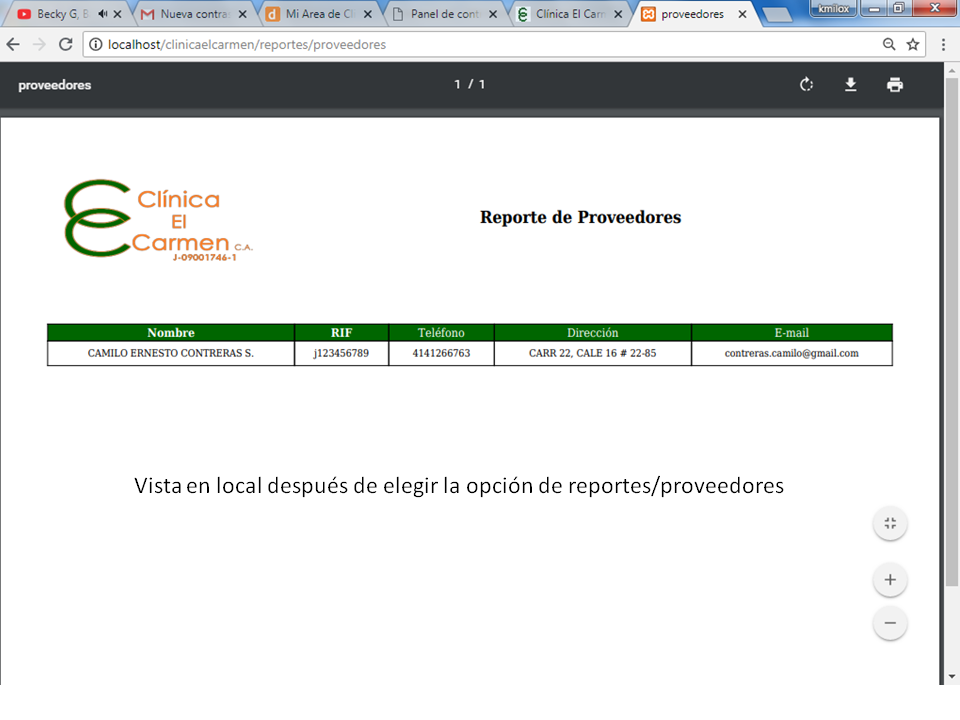 Becky G, B
Nueva contra
Mi Area de Cl
Panel de cont
Clínica El Carm
proveedores
kmilox
localhost/clinicaelcarmen/reportes/proveedores
proveedores
1 / 1
Clínica
El
Carmen C.A.
J-09001746-1
Reporte de Proveedores
Nombre RIF Teléfono Dirección E-mail
CAMILO ERNESTO CONTRERAS S. j123456789 4141266763 CARR 22, CALE 16 # 22-85 contreras.camilo@gmail.com
Vista en local después de elegir la opción de reportes/proveedores